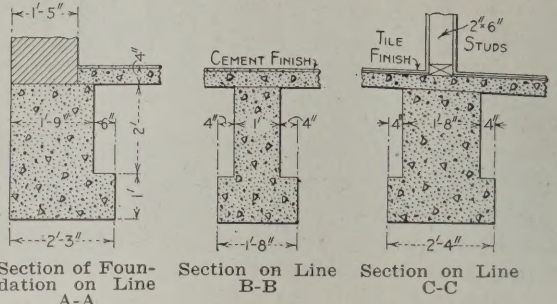 1'-5"
4"
1'-9"
6"
2'
1'
2'-3"
Section of Foun-
dation on Line
A-A
CEMENT FINISH
4"
1'
4"
1'-8"
Section on Line
B-B
2"x6"
STUDS
TILE
FINISH
4"
1'-8"
4"
2'-4"
Section on Line
C-C